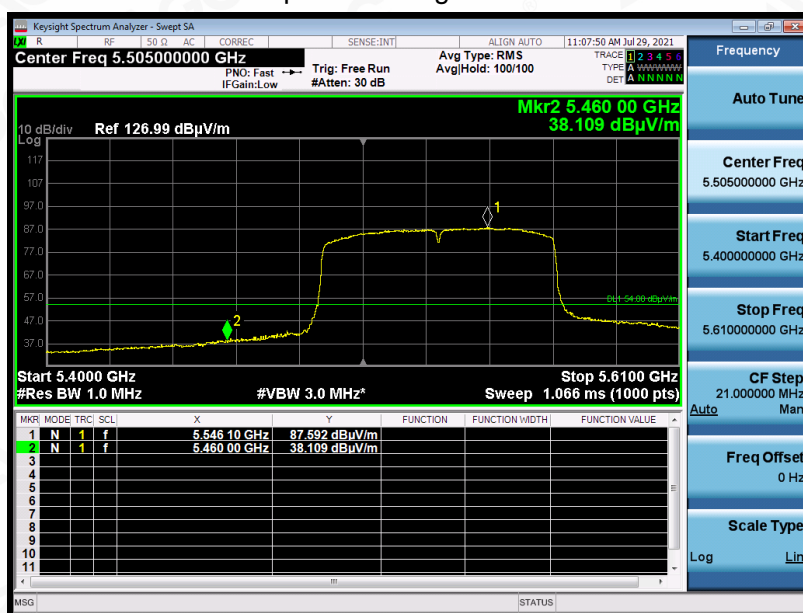 Keysight Spectrum Analyzer - Swept SA
LXI R RF 50 Ω AC CORREC SENSE:INT ALIGN AUTO 11:07:50 AM Jul 29, 2021
Center Freq 5.505000000 GHz
PNO: Fast
IFGain:Low
Trig: Free Run
#Atten: 30 dB
Avg Type: RMS
Avg|Hold: 100/100
TRACE 1 2 3 4 5 6
TYPE A WWWWW
DET A N N N N N
Mkr2 5.460 00 GHz
38.109 dBµV/m
10 dB/div Ref 126.99 dBµV/m
Log
117
107
97.0
87.0
77.0
67.0
57.0
47.0
37.0
1
2
DL1 54.00 dBµV/m
Start 5.4000 GHz Stop 5.6100 GHz
#Res BW 1.0 MHz #VBW 3.0 MHz* Sweep 1.066 ms (1000 pts)
MKR MODE TRC SCL X Y FUNCTION FUNCTION WIDTH FUNCTION VALUE
1 N 1 f 5.546 10 GHz 87.592 dBµV/m
2 N 1 f 5.460 00 GHz 38.109 dBµV/m
3
4
5
6
7
8
9
10
11
MSG STATUS
Frequency
Auto Tune
Center Freq
5.505000000 GHz
Start Freq
5.400000000 GHz
Stop Freq
5.610000000 GHz
CF Step
21.000000 MHz
Auto Man
Freq Offset
0 Hz
Scale Type
Log Lin